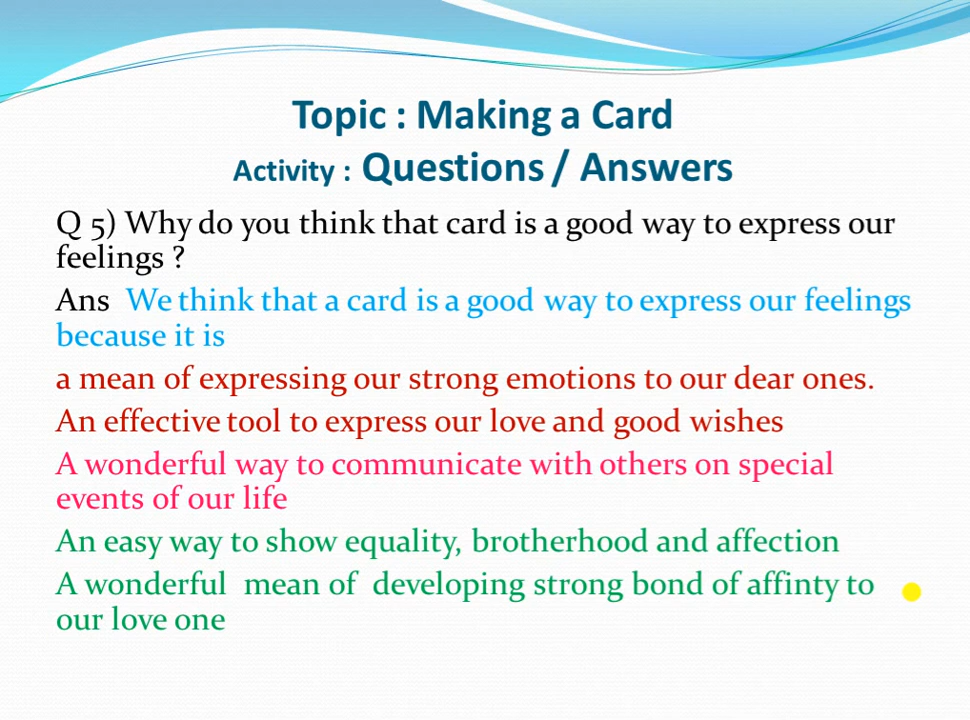 Topic : Making a Card
Activity : Questions / Answers
Q 5) Why do you think that card is a good way to express our
feelings ?
Ans We think that a card is a good way to express our feelings
because it is
a mean of expressing our strong emotions to our dear ones.
An effective tool to express our love and good wishes
A wonderful way to communicate with others on special
events of our life
An easy way to show equality, brotherhood and affection
A wonderful mean of developing strong bond of affinty to
our love one